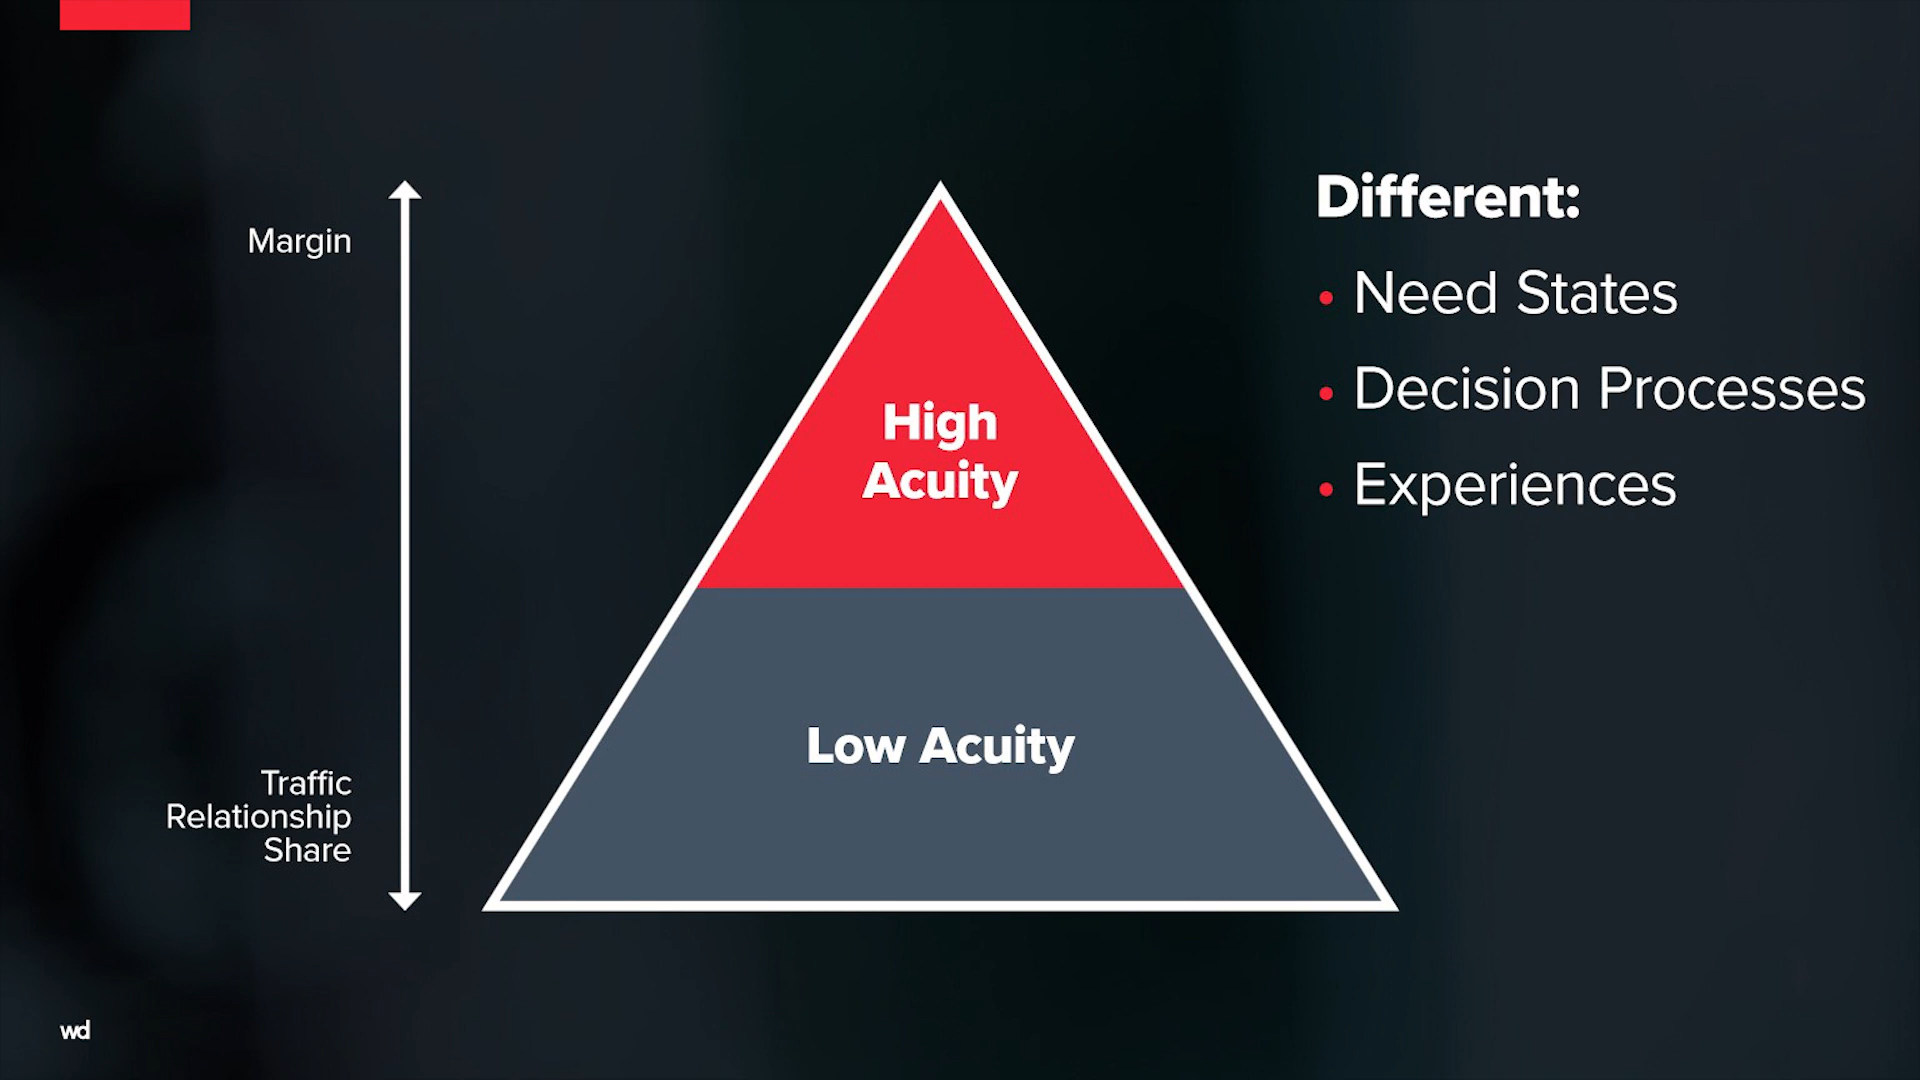 Margin
Traffic
Relationship
Share
High
Acuity
Low Acuity
Different:
• Need States
• Decision Processes
• Experiences
wd